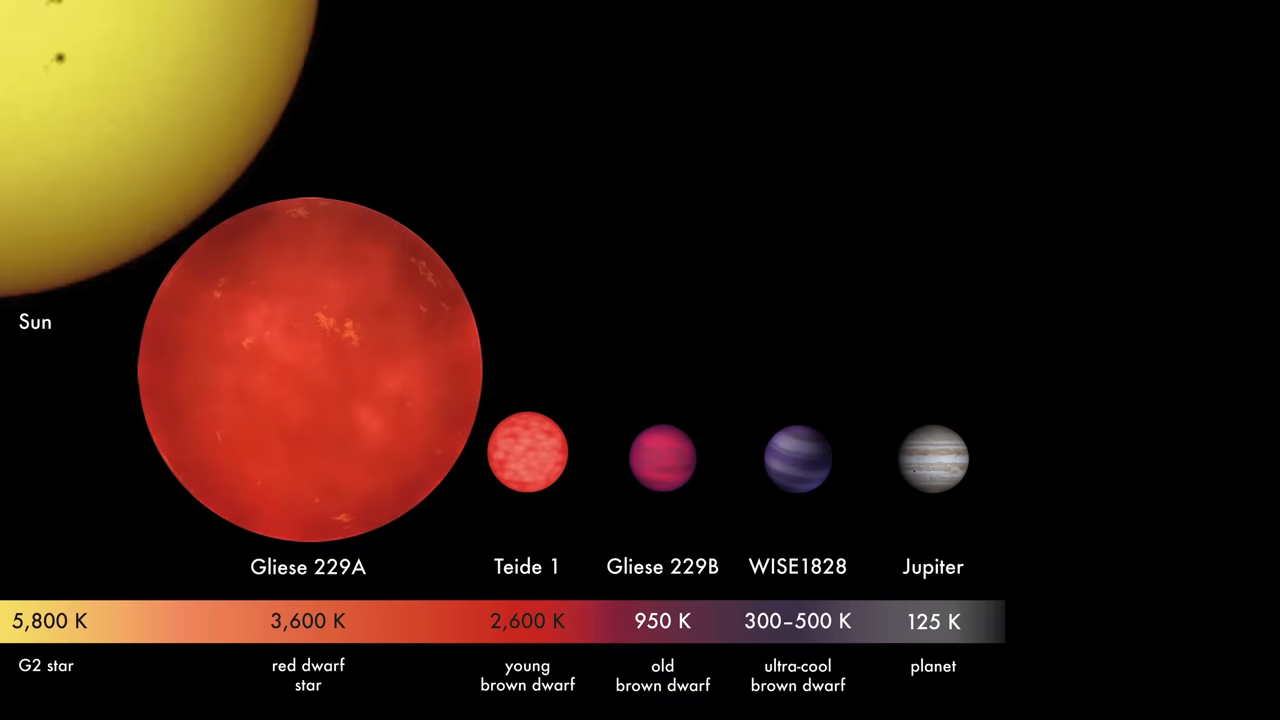 Sun
Gliese 229A
Teide 1
Gliese 229B
WISE1828
Jupiter
5,800 K
3,600 K
2,600 K
950 K
300–500 K
125 K
G2 star
red dwarf
star
young
brown dwarf
old
brown dwarf
ultra-cool
brown dwarf
planet